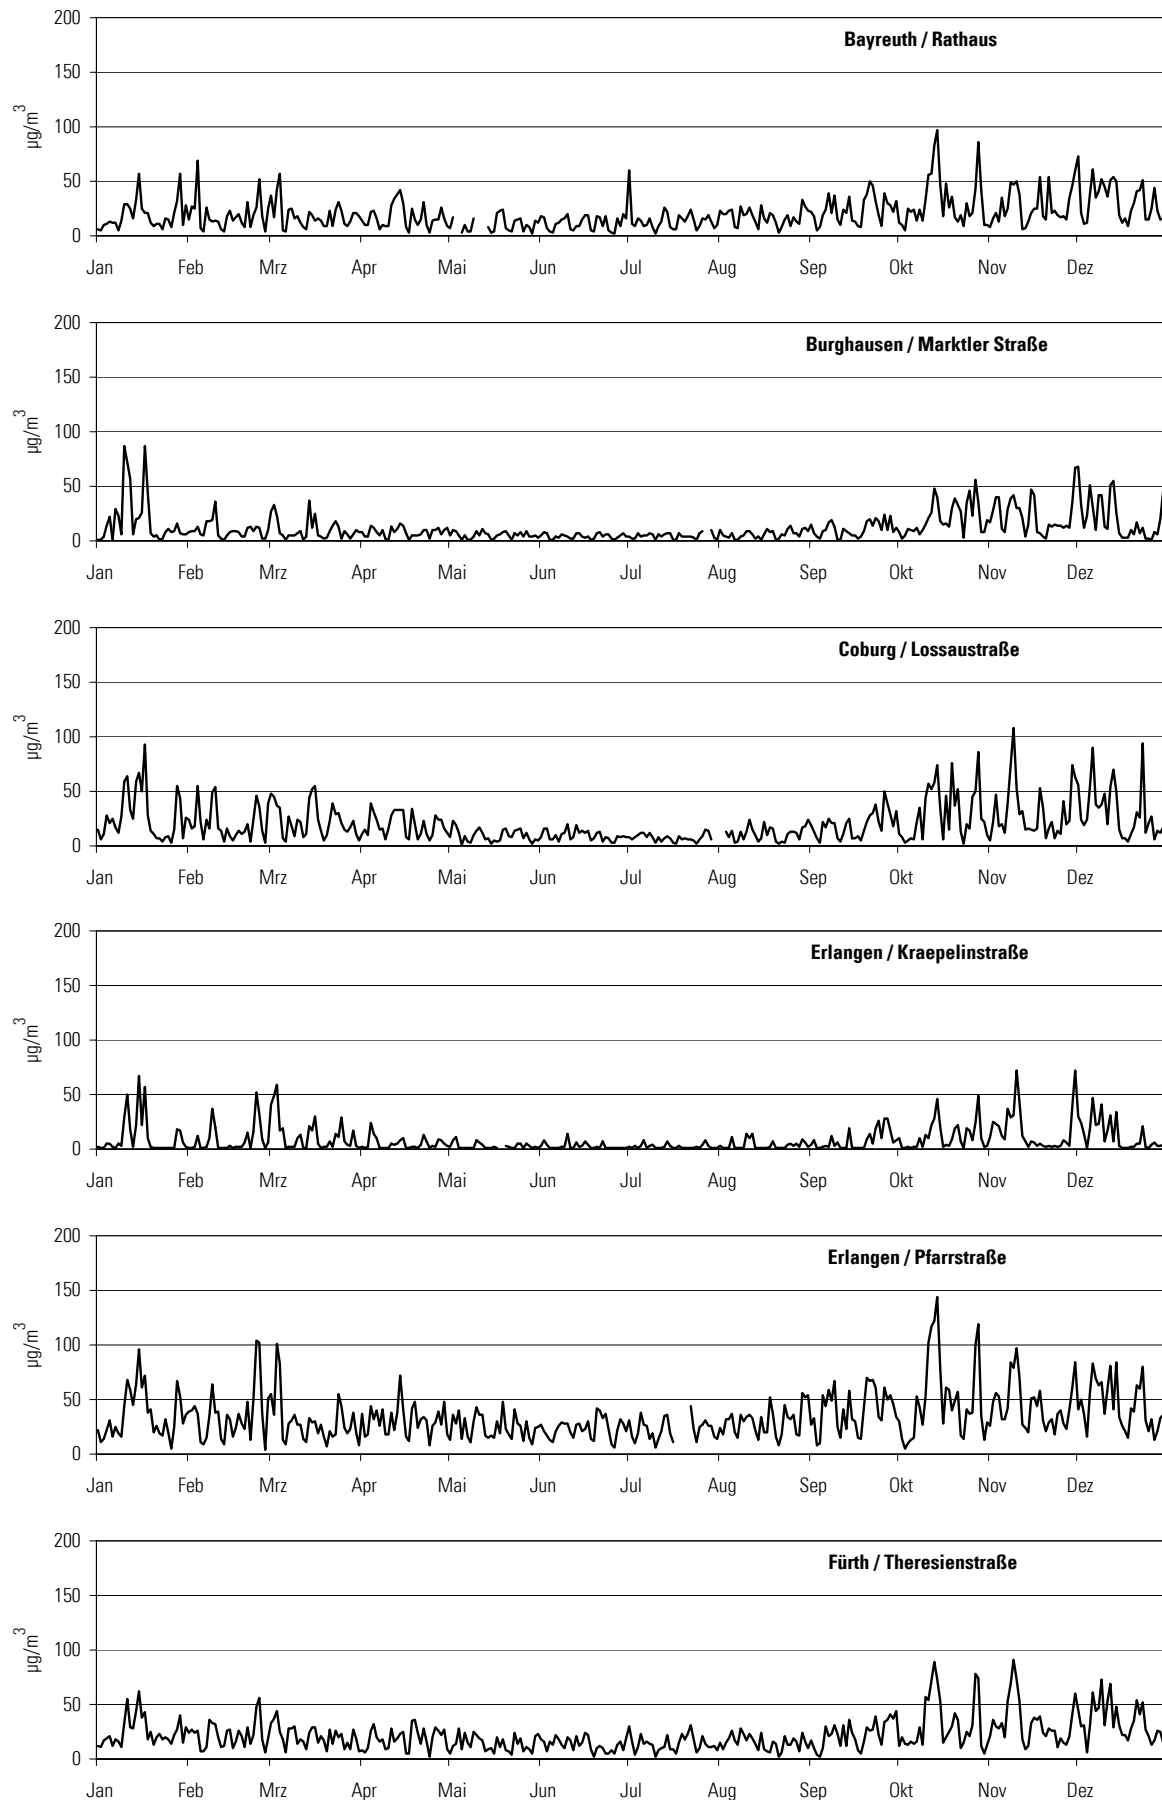 200
Bayreuth / Rathaus
150
100
50
0
µg/m³
Jan Feb Mrz Apr Mai Jun Jul Aug Sep Okt Nov Dez
200
Burghausen / Marktler Straße
150
100
50
0
µg/m³
Jan Feb Mrz Apr Mai Jun Jul Aug Sep Okt Nov Dez
200
Coburg / Lossaustraße
150
100
50
0
µg/m³
Jan Feb Mrz Apr Mai Jun Jul Aug Sep Okt Nov Dez
200
Erlangen / Kraepelinstraße
150
100
50
0
µg/m³
Jan Feb Mrz Apr Mai Jun Jul Aug Sep Okt Nov Dez
200
Erlangen / Pfarrstraße
150
100
50
0
µg/m³
Jan Feb Mrz Apr Mai Jun Jul Aug Sep Okt Nov Dez
200
Fürth / Theresienstraße
150
100
50
0
µg/m³
Jan Feb Mrz Apr Mai Jun Jul Aug Sep Okt Nov Dez